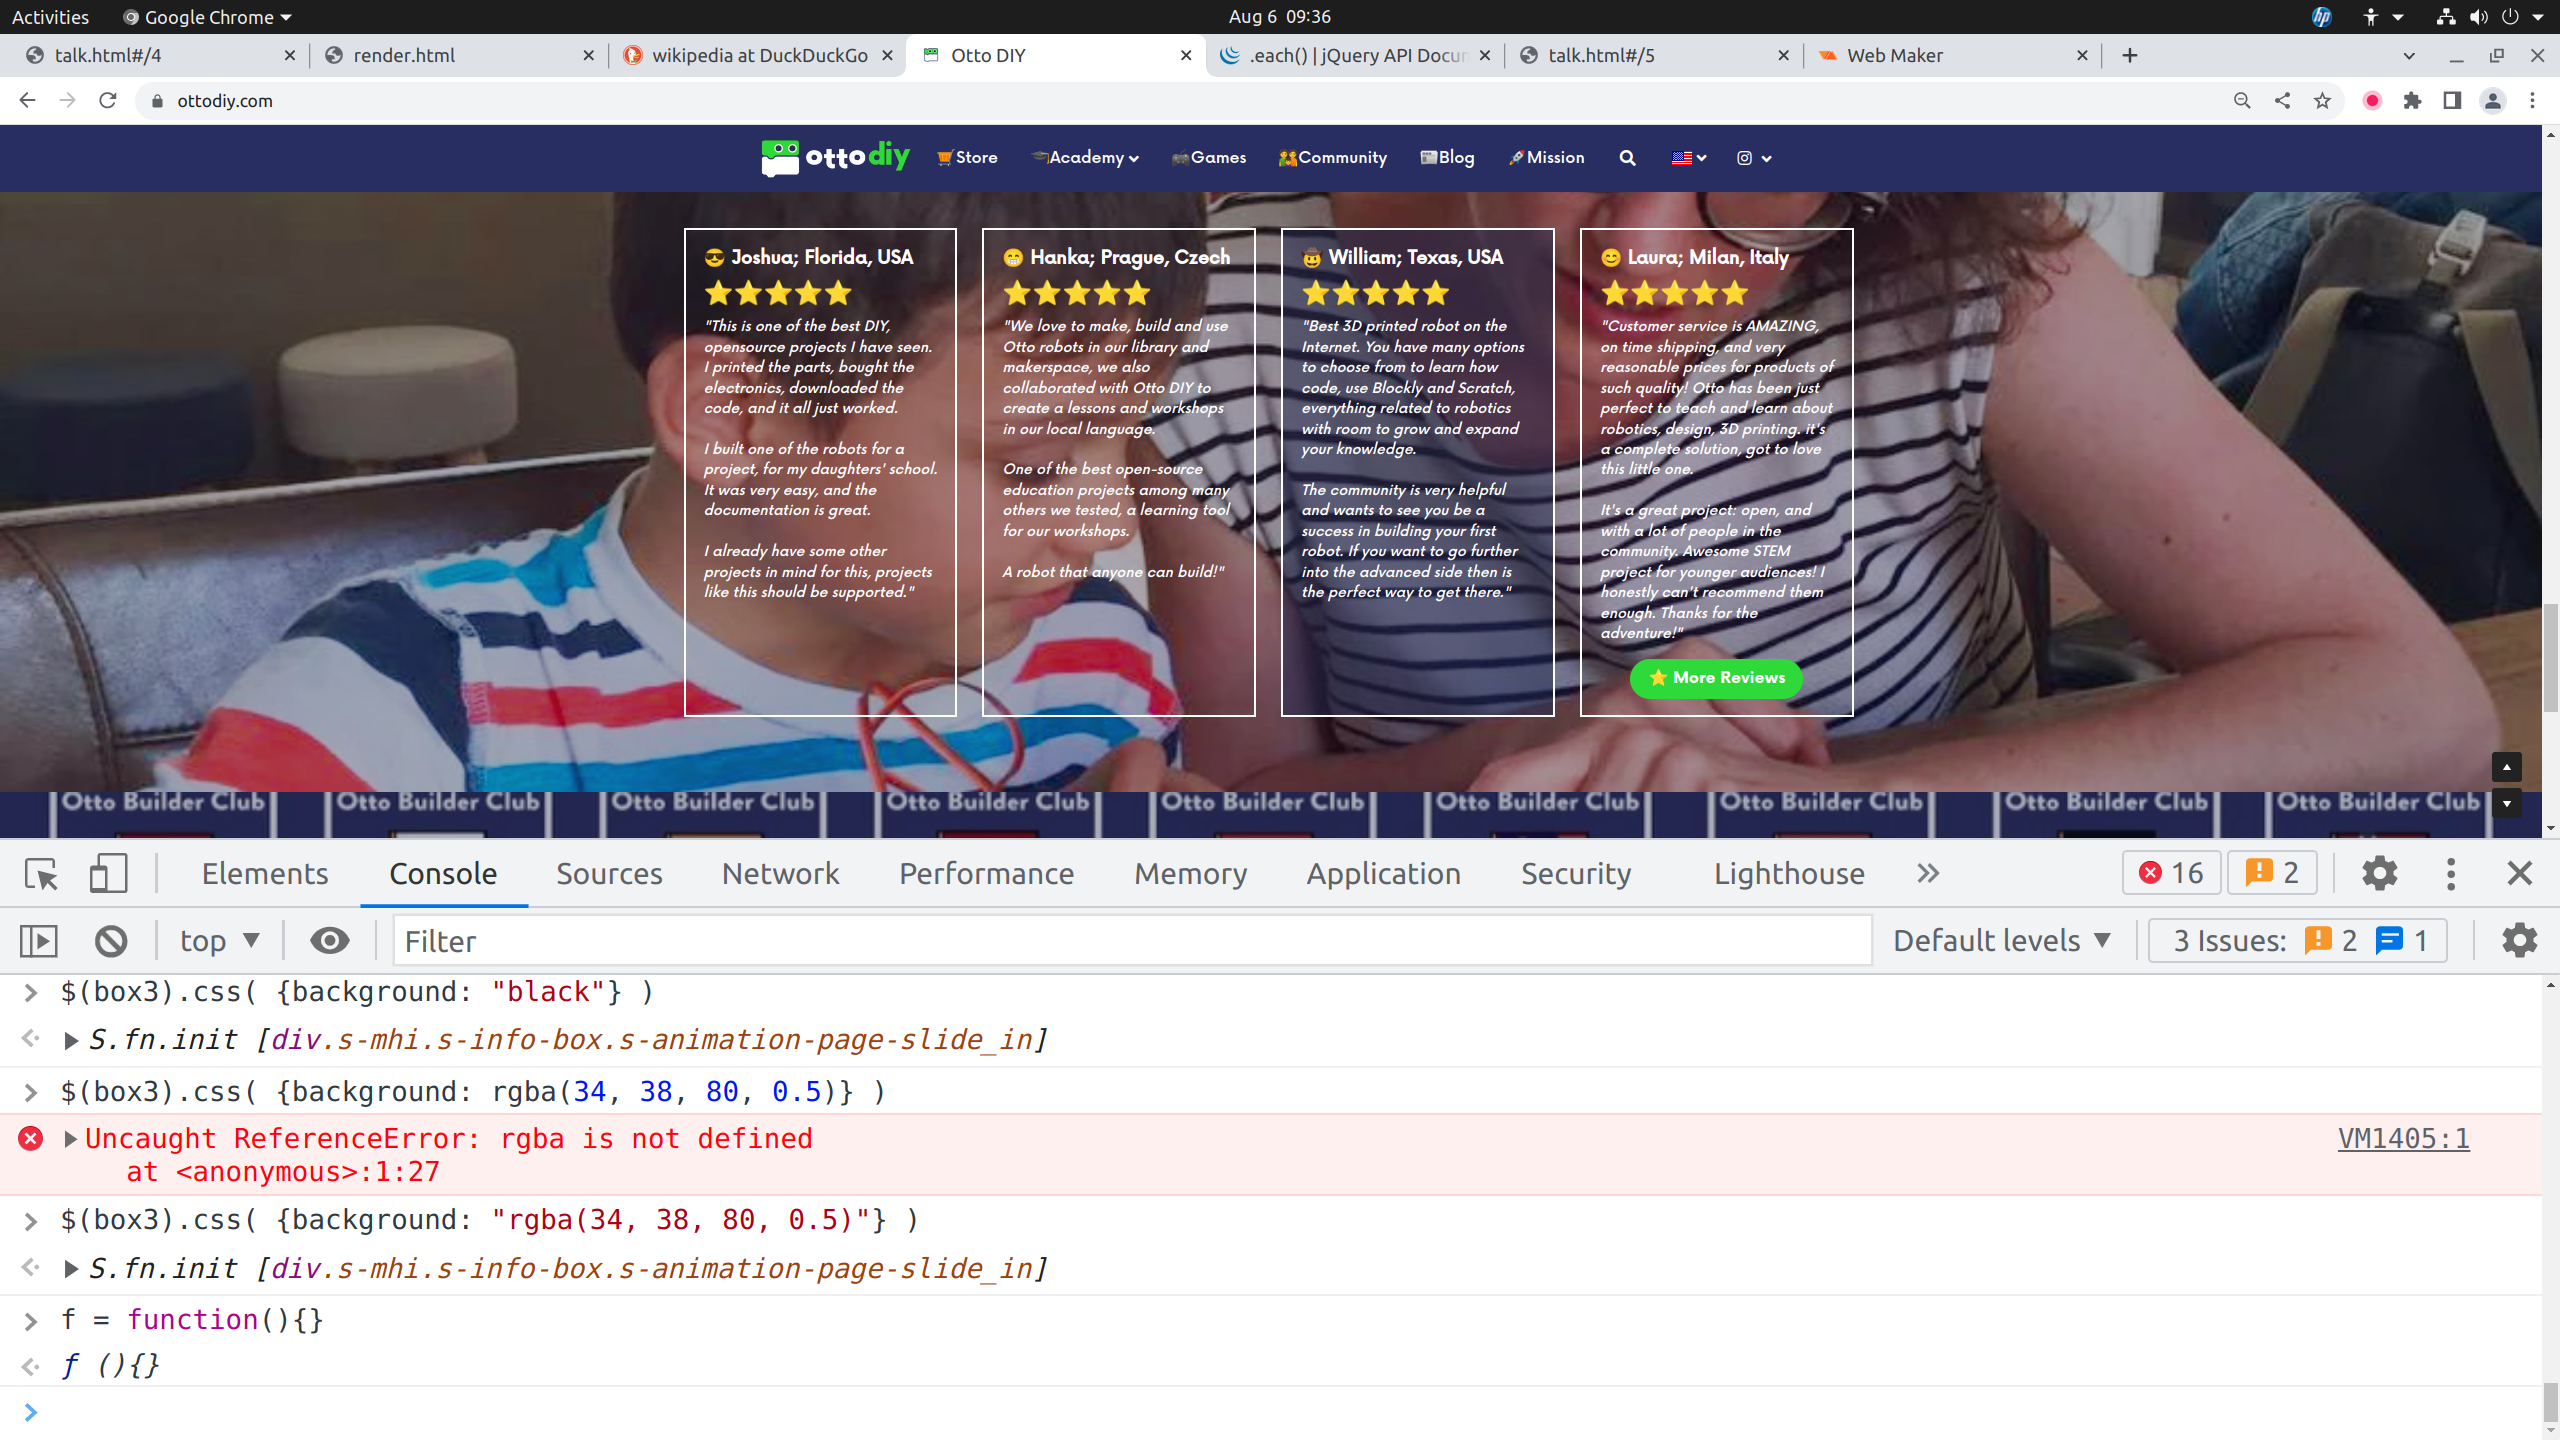 Activities
Google Chrome
Aug 6 09:36
talk.html#/4
render.html
wikipedia at DuckDuckGo
Otto DIY
.each() | jQuery API Docum
talk.html#/5
Web Maker
ottodiy.com
otto diy
Store
Academy
Games
Community
Blog
Mission
Joshua; Florida, USA
"This is one of the best DIY,
opensource projects I have seen.
I printed the parts, bought the
electronics, downloaded the
code, and it all just worked.
I built one of the robots for a
project, for my daughters' school.
It was very easy, and the
documentation is great.
I already have some other
projects in mind for this, projects
like this should be supported."
Hanka; Prague, Czech
"We love to make, build and use
Otto robots in our library and
makerspace, we also
collaborated with Otto DIY to
create a lessons and workshops
in our local language.
One of the best open-source
education projects among many
others we tested, a learning tool
for our workshops.
A robot that anyone can build!"
William; Texas, USA
"Best 3D printed robot on the
Internet. You have many options
to choose from to learn how
code, use Blockly and Scratch,
everything related to robotics
with room to grow and expand
your knowledge.
The community is very helpful
and wants to see you be a
success in building your first
robot. If you want to go further
into the advanced side then is
the perfect way to get there."
Laura; Milan, Italy
"Customer service is AMAZING,
on time shipping, and very
reasonable prices for products of
such quality! Otto has been just
perfect to teach and learn about
robotics, design, 3D printing. it's
a complete solution, got to love
this little one.
It's a great project: open, and
with a lot of people in the
community. Awesome STEM
project for younger audiences! I
honestly can't recommend them
enough. Thanks for the
adventure!"
More Reviews
Otto Builder Club
Otto Builder Club
Otto Builder Club
Otto Builder Club
Otto Builder Club
Otto Builder Club
Otto Builder Club
Otto Builder Club
Otto Builder Club
Elements
Console
Sources
Network
Performance
Memory
Application
Security
Lighthouse
16
2
top
Filter
Default levels
3 Issues: 2 1
$(box3).css( {background: "black"} )
S.fn.init [div.s-mhi.s-info-box.s-animation-page-slide_in]
$(box3).css( {background: rgba(34, 38, 80, 0.5)} )
Uncaught ReferenceError: rgba is not defined
VM1405:1
at <anonymous>:1:27
$(box3).css( {background: "rgba(34, 38, 80, 0.5)"} )
S.fn.init [div.s-mhi.s-info-box.s-animation-page-slide_in]
f = function(){}
ƒ (){}